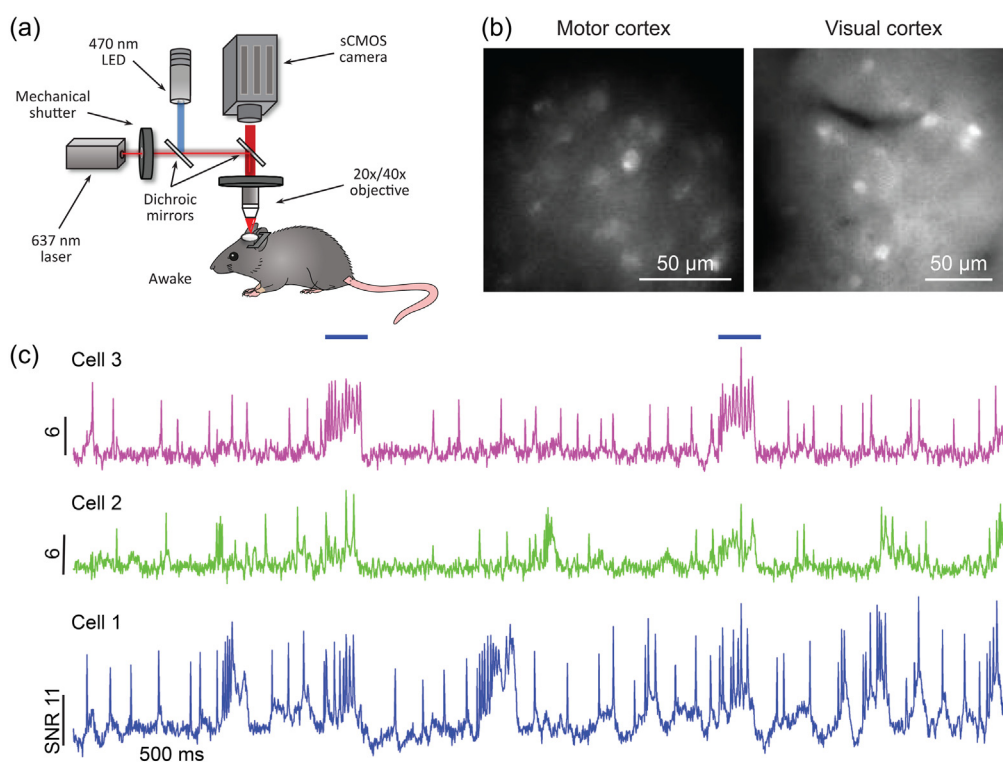 (a)
470 nm
LED
sCMOS
camera
Mechanical
shutter
Dichroic
mirrors
20x/40x
objective
637 nm
laser
Awake
(b)
Motor cortex
Visual cortex
50 µm
50 µm
(c)
Cell 3
6
Cell 2
6
Cell 1
SNR 11
500 ms